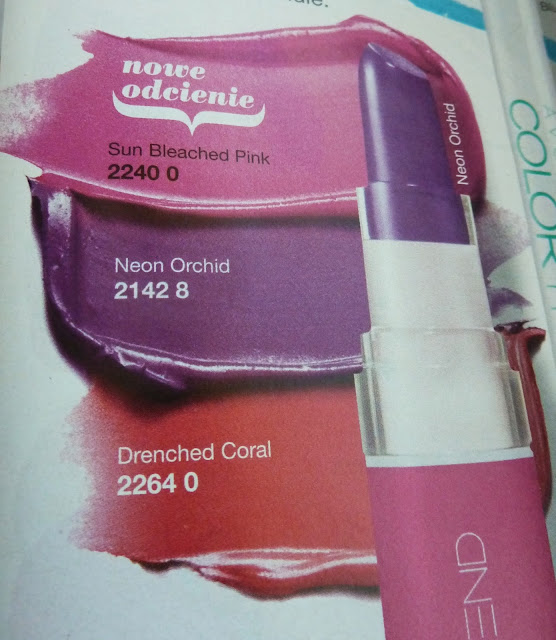 nowe
odcienie
Sun Bleached Pink
2240 0
Neon Orchid
2142 8
Drenched Coral
2264 0
Neon Orchid
END
COLOR